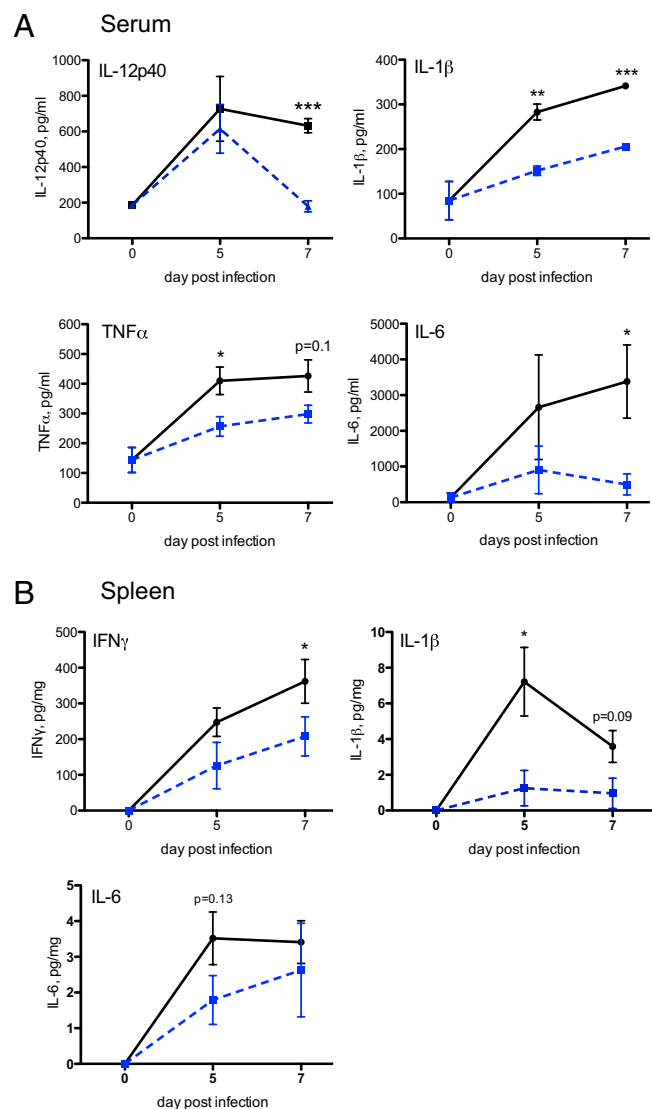 A Serum
IL-12p40
IL-12p40, pg/ml
1000
800
600
400
200
0
***
0 5 7
day post infection
IL-1β
IL-1β, pg/ml
400
300
200
100
0
** ***
0 5 7
day post infection
TNFα
TNFα, pg/ml
600
500
400
300
200
100
0
* p=0.1
0 5 7
day post infection
IL-6
IL-6, pg/ml
5000
4000
3000
2000
1000
0
*
0 5 7
days post infection
B Spleen
IFNγ
IFNγ, pg/mg
500
400
300
200
100
0
*
0 5 7
day post infection
IL-1β
IL-1β, pg/mg
10
8
6
4
2
0
* p=0.09
0 5 7
day post infection
IL-6
IL-6, pg/mg
5
4
3
2
1
0
p=0.13
0 5 7
day post infection